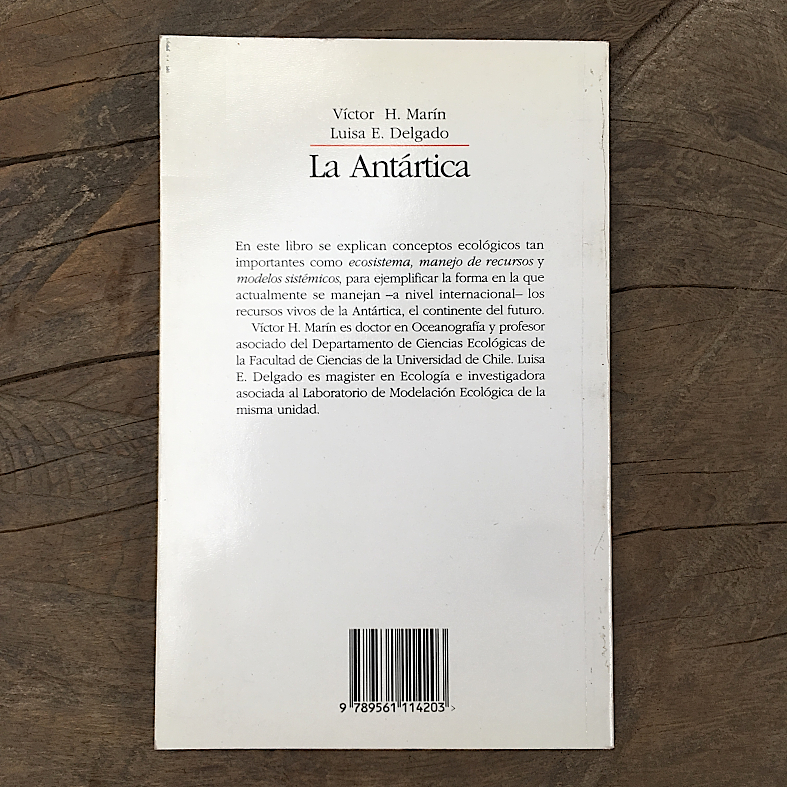 Víctor H. Marín
Luisa E. Delgado
La Antártica
En este libro se explican conceptos ecológicos tan
importantes como ecosistema, manejo de recursos y
modelos sistémicos, para ejemplificar la forma en la que
actualmente se manejan –a nivel internacional– los
recursos vivos de la Antártica, el continente del futuro.
Víctor H. Marín es doctor en Oceanografía y profesor
asociado del Departamento de Ciencias Ecológicas de
la Facultad de Ciencias de la Universidad de Chile. Luisa
E. Delgado es magister en Ecología e investigadora
asociada al Laboratorio de Modelación Ecológica de la
misma unidad.
9 789561 114203 >